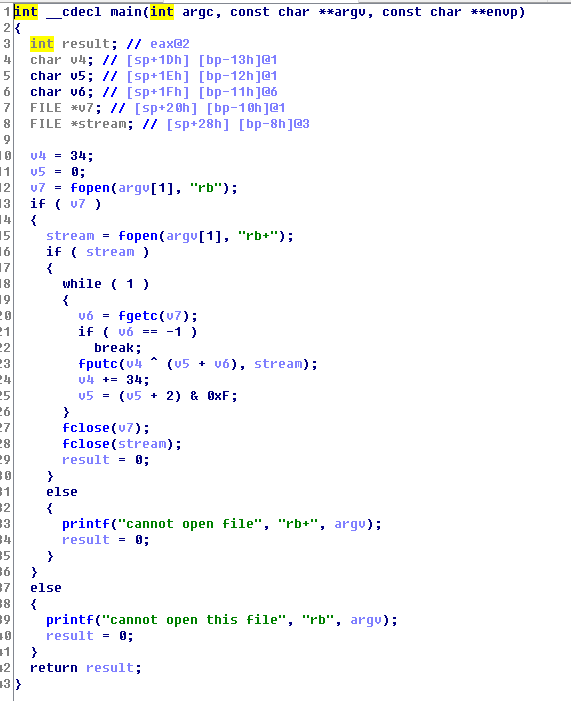 1 int __cdecl main(int argc, const char **argv, const char **envp)
2 {
3 int result; // eax@2
4 char v4; // [sp+1Dh] [bp-13h]@1
5 char v5; // [sp+1Eh] [bp-12h]@1
6 char v6; // [sp+1Fh] [bp-11h]@6
7 FILE *v7; // [sp+20h] [bp-10h]@1
8 FILE *stream; // [sp+28h] [bp-8h]@3
9
10 v4 = 34;
11 v5 = 0;
12 v7 = fopen(argv[1], "rb");
13 if ( v7 )
14 {
15 stream = fopen(argv[1], "rb+");
16 if ( stream )
17 {
18 while ( 1 )
19 {
20 v6 = fgetc(v7);
21 if ( v6 == -1 )
22 break;
23 fputc(v4 ^ (v5 + v6), stream);
24 v4 += 34;
25 v5 = (v5 + 2) & 0xF;
26 }
27 fclose(v7);
28 fclose(stream);
29 result = 0;
30 }
31 else
32 {
33 printf("cannot open file", "rb+", argv);
34 result = 0;
35 }
36 }
37 else
38 {
39 printf("cannot open this file", "rb", argv);
40 result = 0;
41 }
42 return result;
43 }